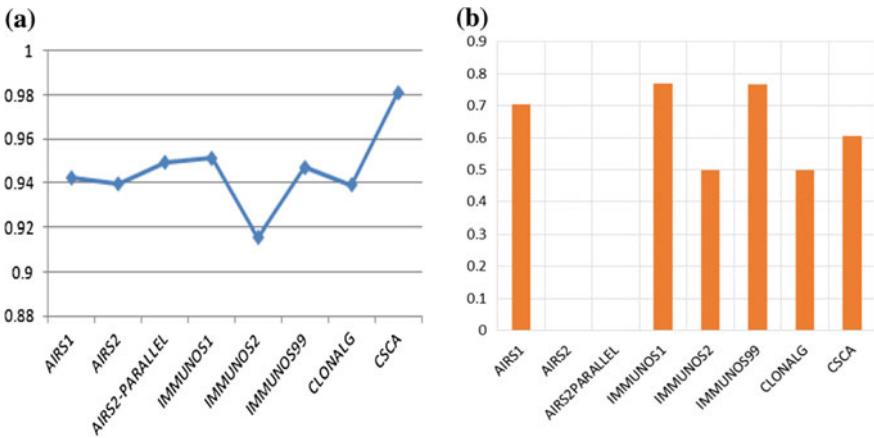 (a)
1
0.98
0.96
0.94
0.92
0.9
0.88
AIRS1
AIRS2
AIRS2-PARALLEL
IMMUNOS1
IMMUNOS2
IMMUNOS99
CLONALG
CSCA
(b)
0.9
0.8
0.7
0.6
0.5
0.4
0.3
0.2
0.1
0
AIRS1
AIRS2
AIRS2PARALLEL
IMMUNOS1
IMMUNOS2
IMMUNOS99
CLONALG
CSCA